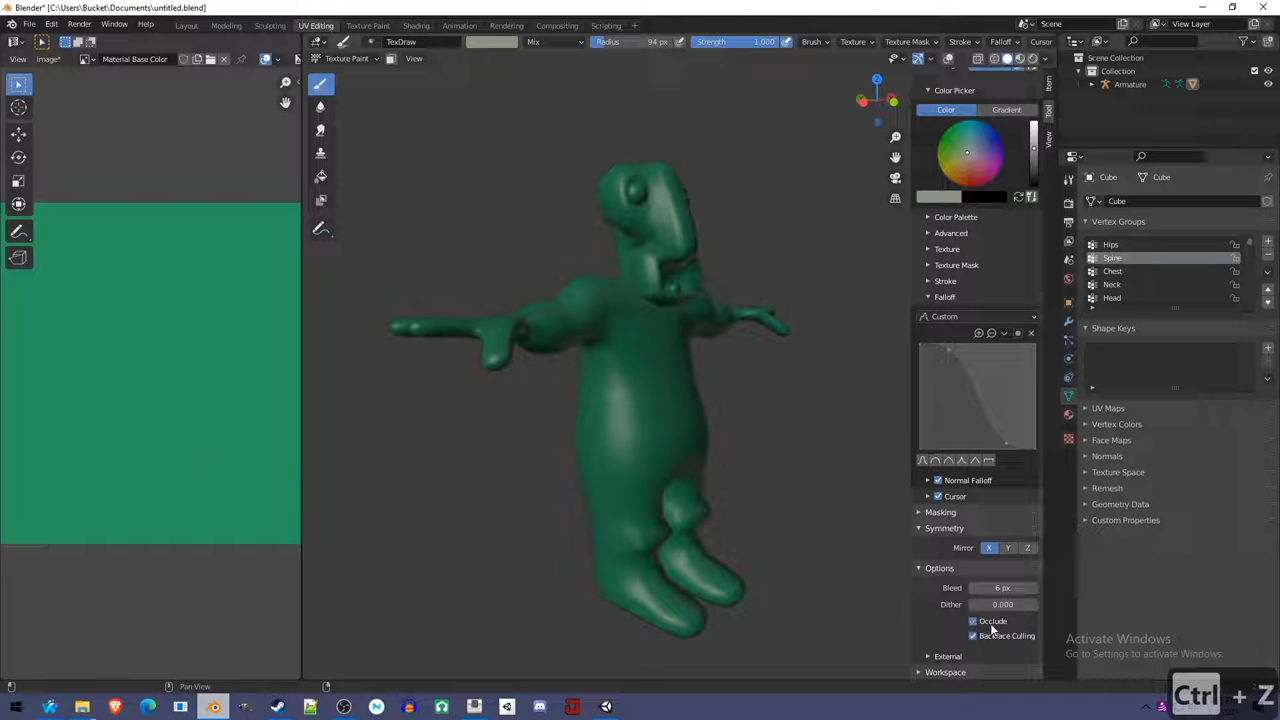 Blender* [C:\Users\Bucket\Documents\untitled.blend]
File Edit Render Window Help Layout Modeling Sculpting UV Editing Texture Paint Shading Animation Rendering Compositing Scripting Scene View Layer
TexDraw Mix Radius 94 px Strength 1.000 Brush Texture Texture Mask Stroke Falloff Cursor
View Image* Material Base Color Texture Paint View
Scene Collection
Collection
Armature
Item
Tool
View
Color Picker
Color Gradient
Color Palette
Advanced
Texture
Texture Mask
Stroke
Falloff
Custom
Normal Falloff
Cursor
Masking
Symmetry
Mirror X Y Z
Options
Bleed 6 px
Dither 0.000
Occlude
Backface Culling
External
Workspace
Cube Cube
Cube
Vertex Groups
Hips
Spine
Chest
Neck
Head
Shape Keys
UV Maps
Vertex Colors
Face Maps
Normals
Texture Space
Remesh
Geometry Data
Custom Properties
Activate Windows
Go to Settings to activate Windows.
Pan View
Ctrl + Z